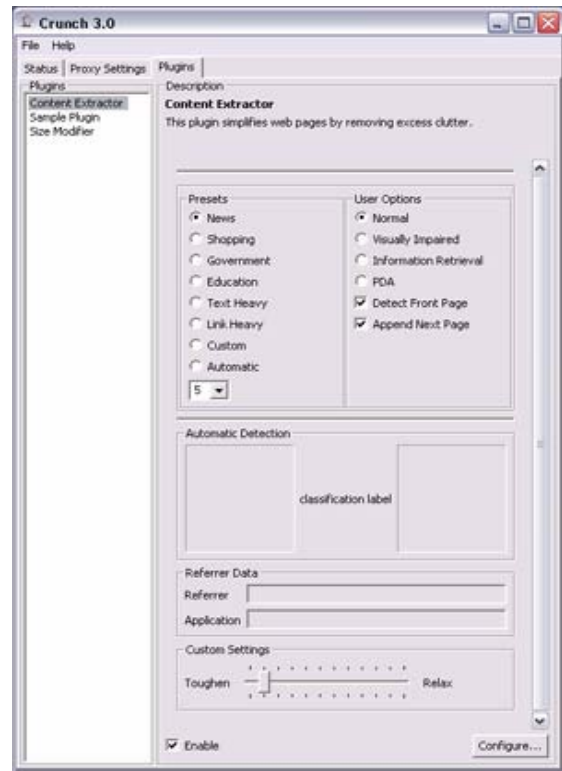 Crunch 3.0
File Help
Status Proxy Settings Plugins
Plugins
Content Extractor
Sample Plugin
Size Modifier
Description
Content Extractor
This plugin simplifies web pages by removing excess clutter.
Presets
News
Shopping
Government
Education
Text Heavy
Link Heavy
Custom
Automatic
5
User Options
Normal
Visually Impaired
Information Retrieval
PDA
Detect Front Page
Append Next Page
Automatic Detection
classification label
Referrer Data
Referrer
Application
Custom Settings
Toughen Relax
Enable
Configure...